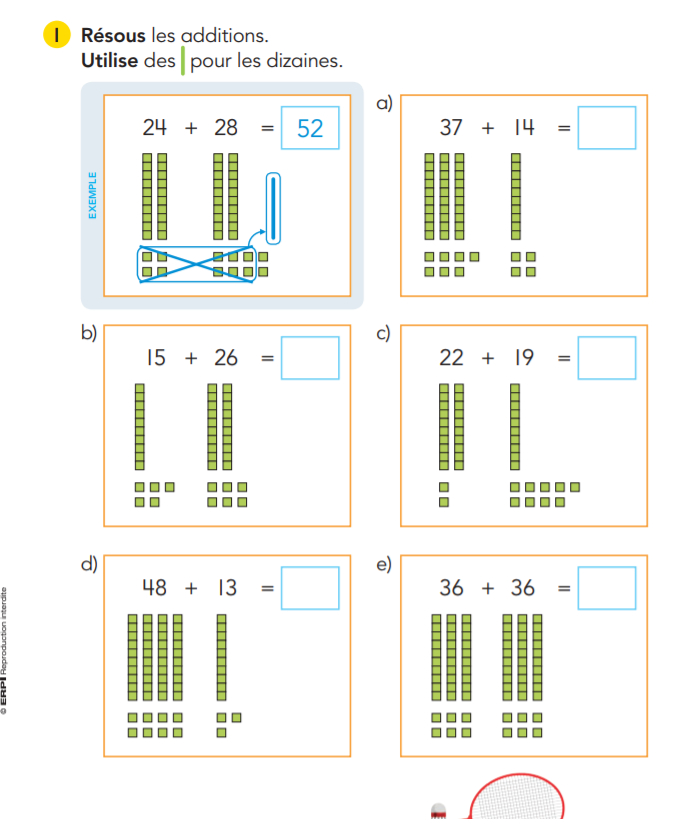 1 Résous les additions.
Utilise des pour les dizaines.
EXEMPLE
24 + 28 = 52
a)
37 + 14 =
b)
15 + 26 =
c)
22 + 19 =
d)
48 + 13 =
e)
36 + 36 =
© ERPI Reproduction interdite